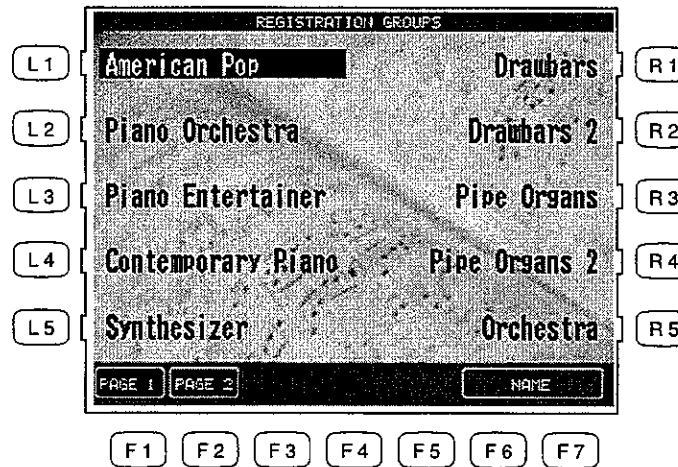 REGISTRATION GROUPS
L1 American Pop Drawbars R1
L2 Piano Orchestra Drawbars 2 R2
L3 Piano Entertainer Pipe Organs R3
L4 Contemporary Piano Pipe Organs 2 R4
L5 Synthesizer Orchestra R5
PAGE 1 PAGE 2 NAME
F1 F2 F3 F4 F5 F6 F7